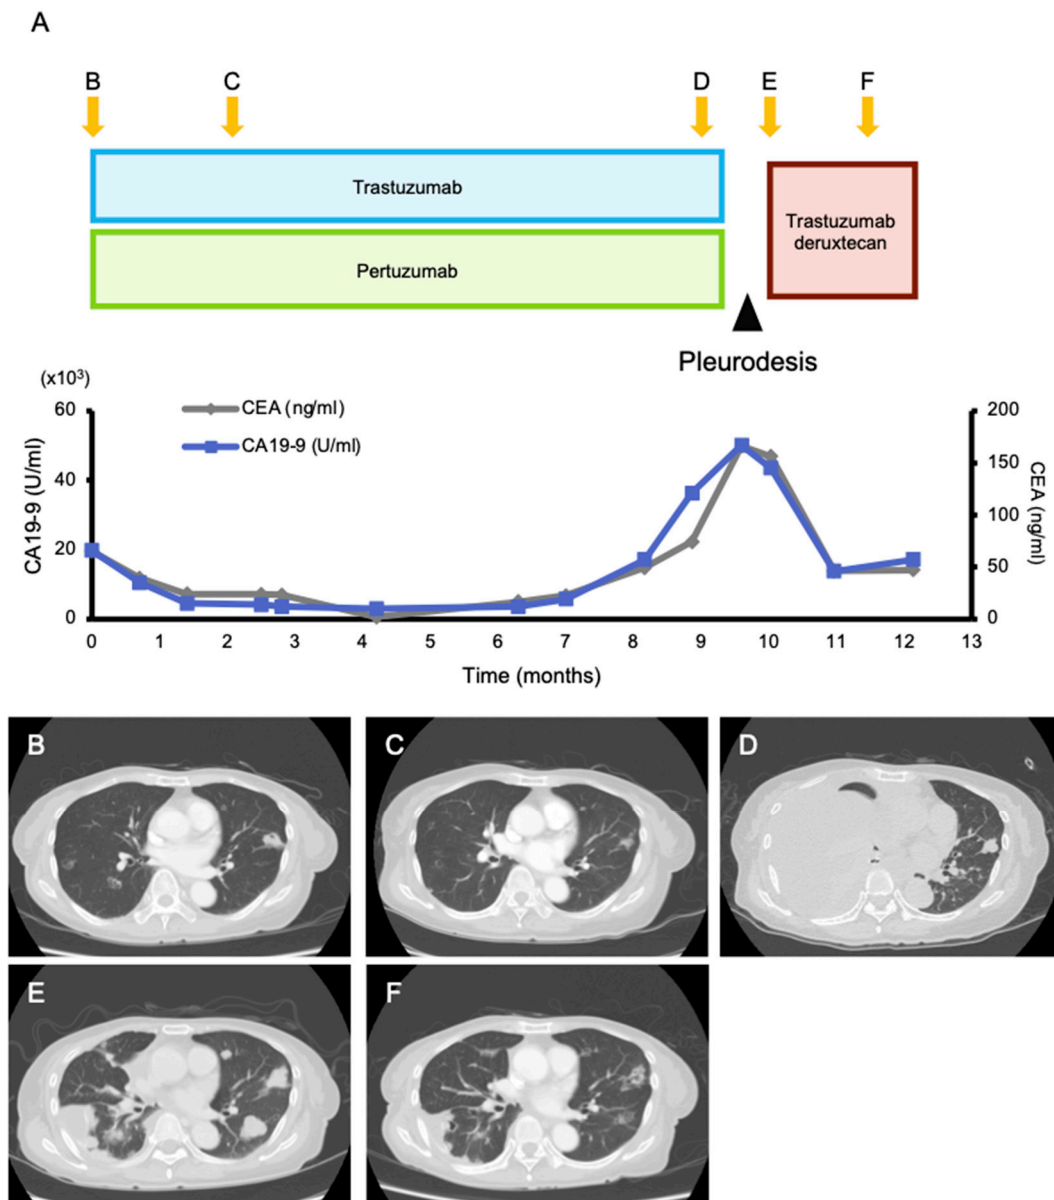 A
B C D E F
Trastuzumab
Pertuzumab
Trastuzumab
deruxtecan
Pleurodesis
(x10³)
CEA (ng/ml)
CA19-9 (U/ml)
CA19-9 (U/ml)
60
40
20
0
CEA (ng/ml)
200
150
100
50
0
0 1 2 3 4 5 6 7 8 9 10 11 12 13
Time (months)
B
C
D
E
F